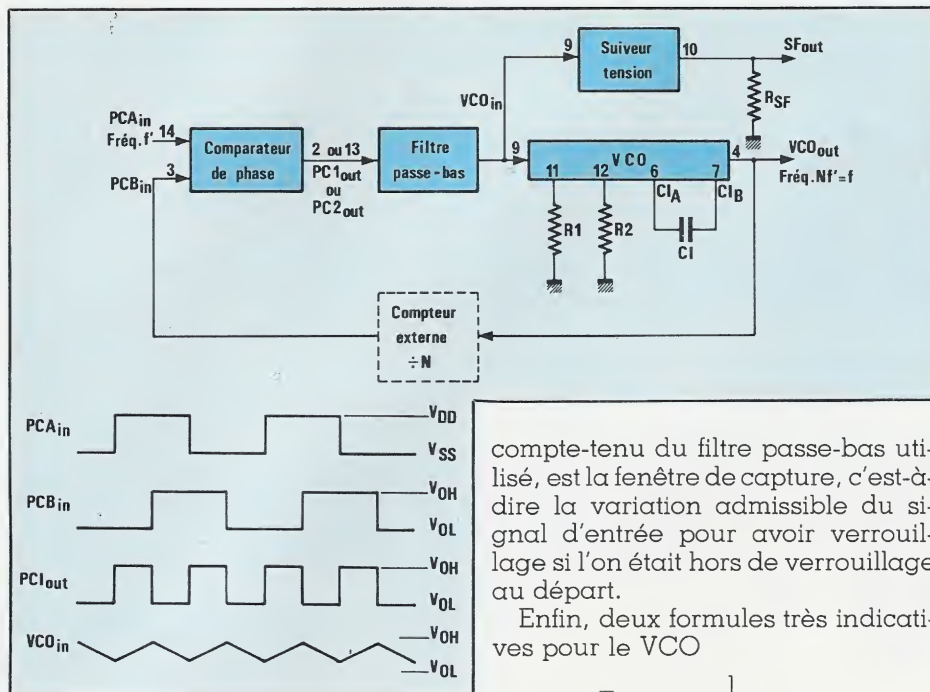 PCAin
Fréq.f'
14
3
PCBin
Comparateur
de phase
2 ou 13
PC1out
ou
PC2out
Filtre
passe-bas
VCOin
9
Suiveur
tension
10
SFout
RSF
9
VCO
4
VCOout
Fréq.Nf'=f
11
12
6
7
CIA
CIB
R1
R2
CI
Compteur
externe
÷N
PCAin
VDD
VSS
PCBin
VOH
VOL
PCIout
VOH
VOL
VCOin
VOH
VOL
compte-tenu du filtre passe-bas uti-
lisé, est la fenêtre de capture, c'est-à-
dire la variation admissible du si-
gnal d'entrée pour avoir verrouil-
lage si l'on était hors de verrouillage
au départ.
Enfin, deux formules très indicati-
ves pour le VCO
1